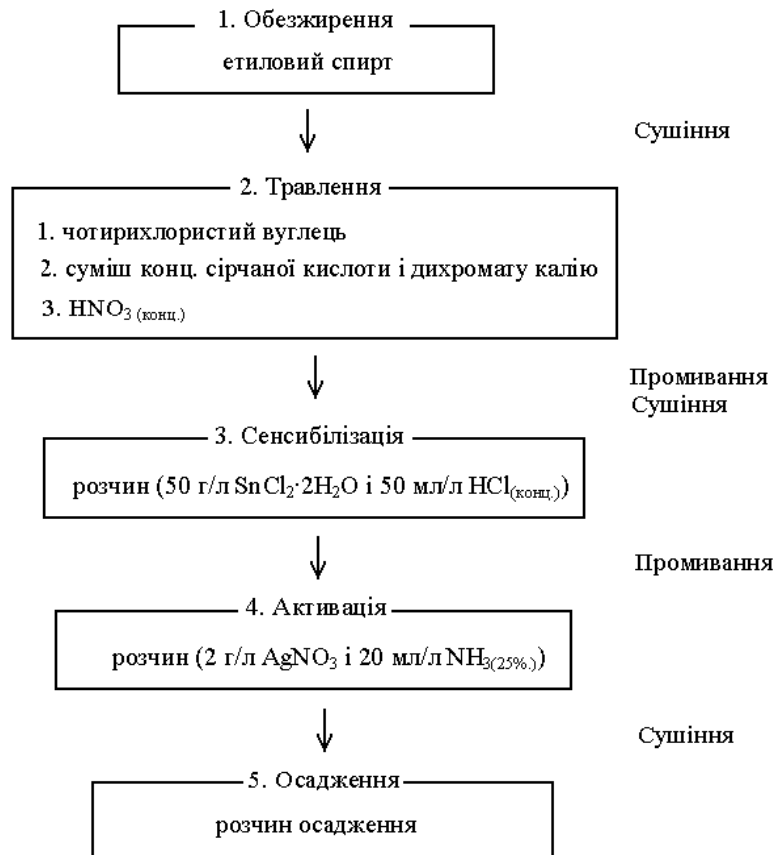 1. Обезжирення
етиловий спирт
Сушіння
2. Травлення
1. чотирихлористий вуглець
2. суміш конц. сірчаної кислоти і дихромату калію
3. HNO₃ (конц.)
Промивання
Сушіння
3. Сенсибілізація
розчин (50 г/л SnCl₂·2H₂O і 50 мл/л HCl(конц.))
Промивання
4. Активація
розчин (2 г/л AgNO₃ і 20 мл/л NH₃(25%.))
Сушіння
5. Осадження
розчин осадження